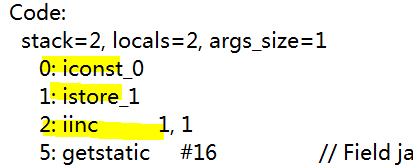 Code:
stack=2, locals=2, args_size=1
0: iconst_0
1: istore_1
2: iinc 1, 1
5: getstatic #16 // Field ja